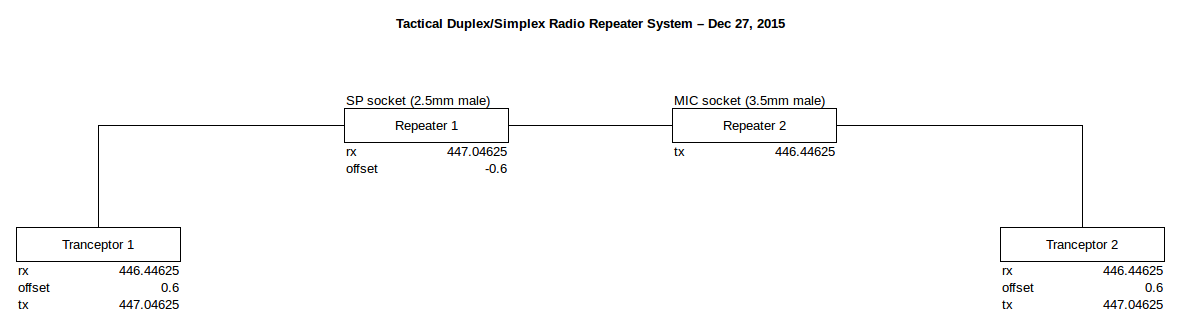 Tactical Duplex/Simplex Radio Repeater System – Dec 27, 2015
SP socket (2.5mm male)
MIC socket (3.5mm male)
Repeater 1
Repeater 2
rx 447.04625
tx 446.44625
offset -0.6
Tranceptor 1
Tranceptor 2
rx 446.44625
rx 446.44625
offset 0.6
offset 0.6
tx 447.04625
tx 447.04625